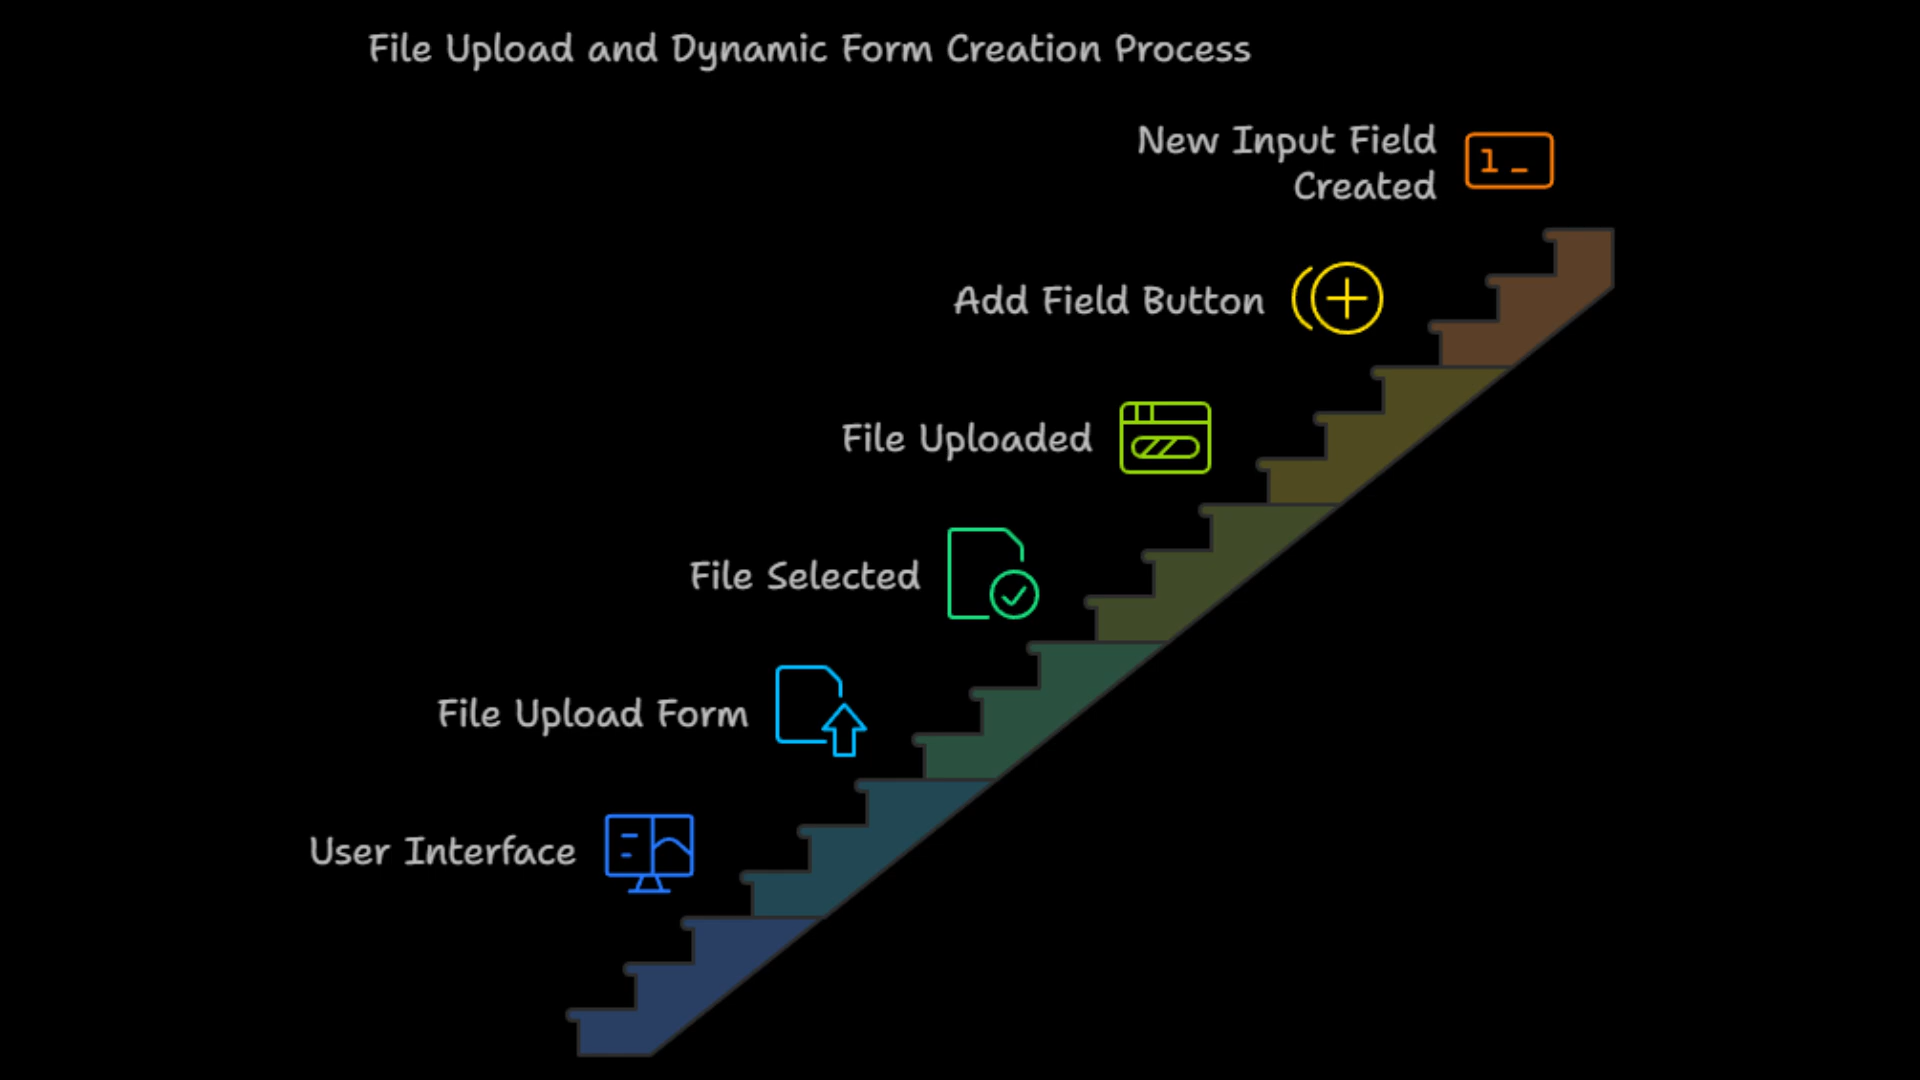 File Upload and Dynamic Form Creation Process
New Input Field
Created
1 _
Add Field Button
File Uploaded
File Selected
File Upload Form
User Interface